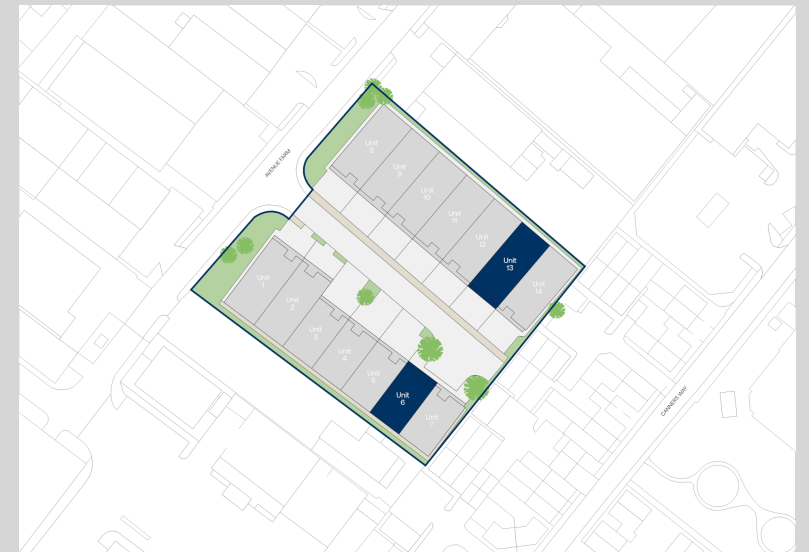 AVENUE FARM
Unit
8
Unit
9
Unit
10
Unit
11
Unit
12
Unit
13
Unit
14
Unit
1
Unit
2
Unit
3
Unit
4
Unit
5
Unit
6
Unit
7
CANNERS WAY